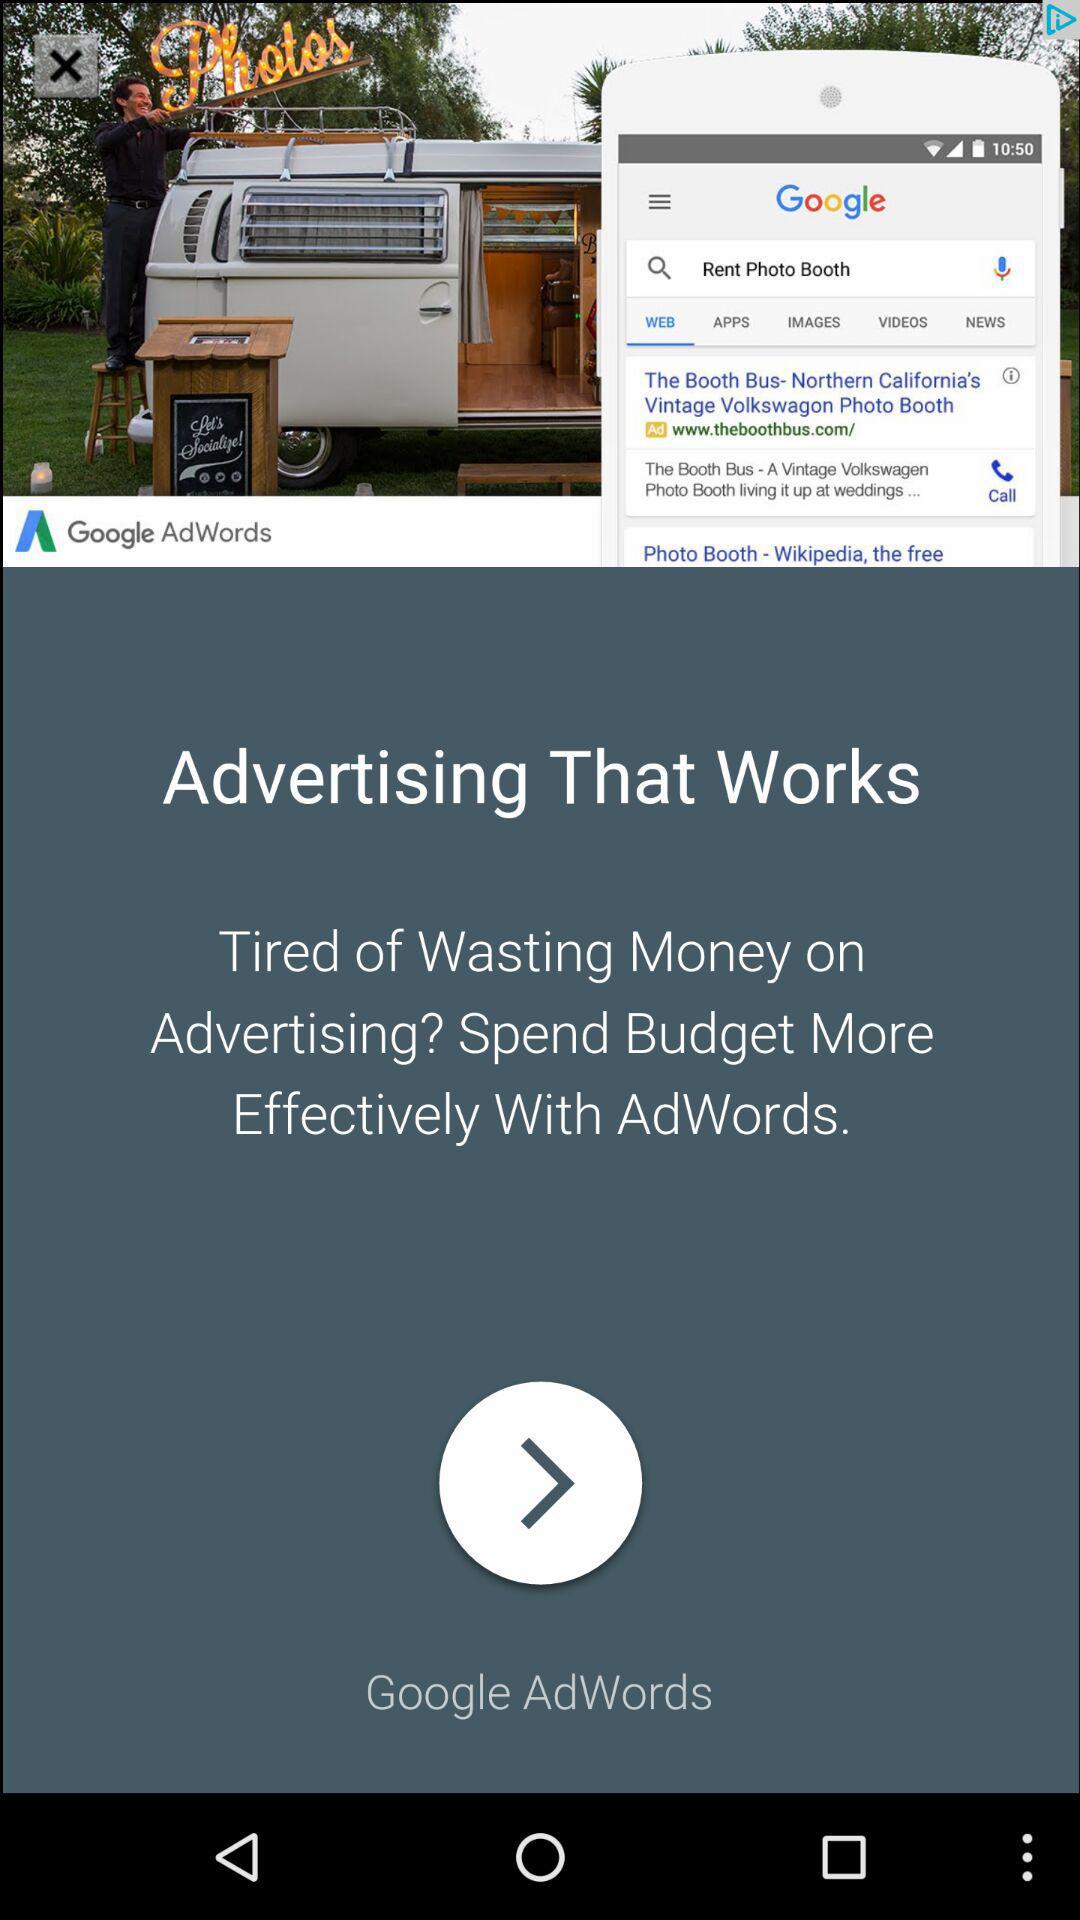 Photos
Let's
Socialize!
Google AdWords
10:50
Google
Rent Photo Booth
WEB APPS IMAGES VIDEOS NEWS
The Booth Bus- Northern California's
Vintage Volkswagon Photo Booth
Ad www.theboothbus.com/
The Booth Bus - A Vintage Volkswagen
Photo Booth living it up at weddings ...
Call
Photo Booth - Wikipedia, the free
Advertising That Works
Tired of Wasting Money on
Advertising? Spend Budget More
Effectively With AdWords.
Google AdWords